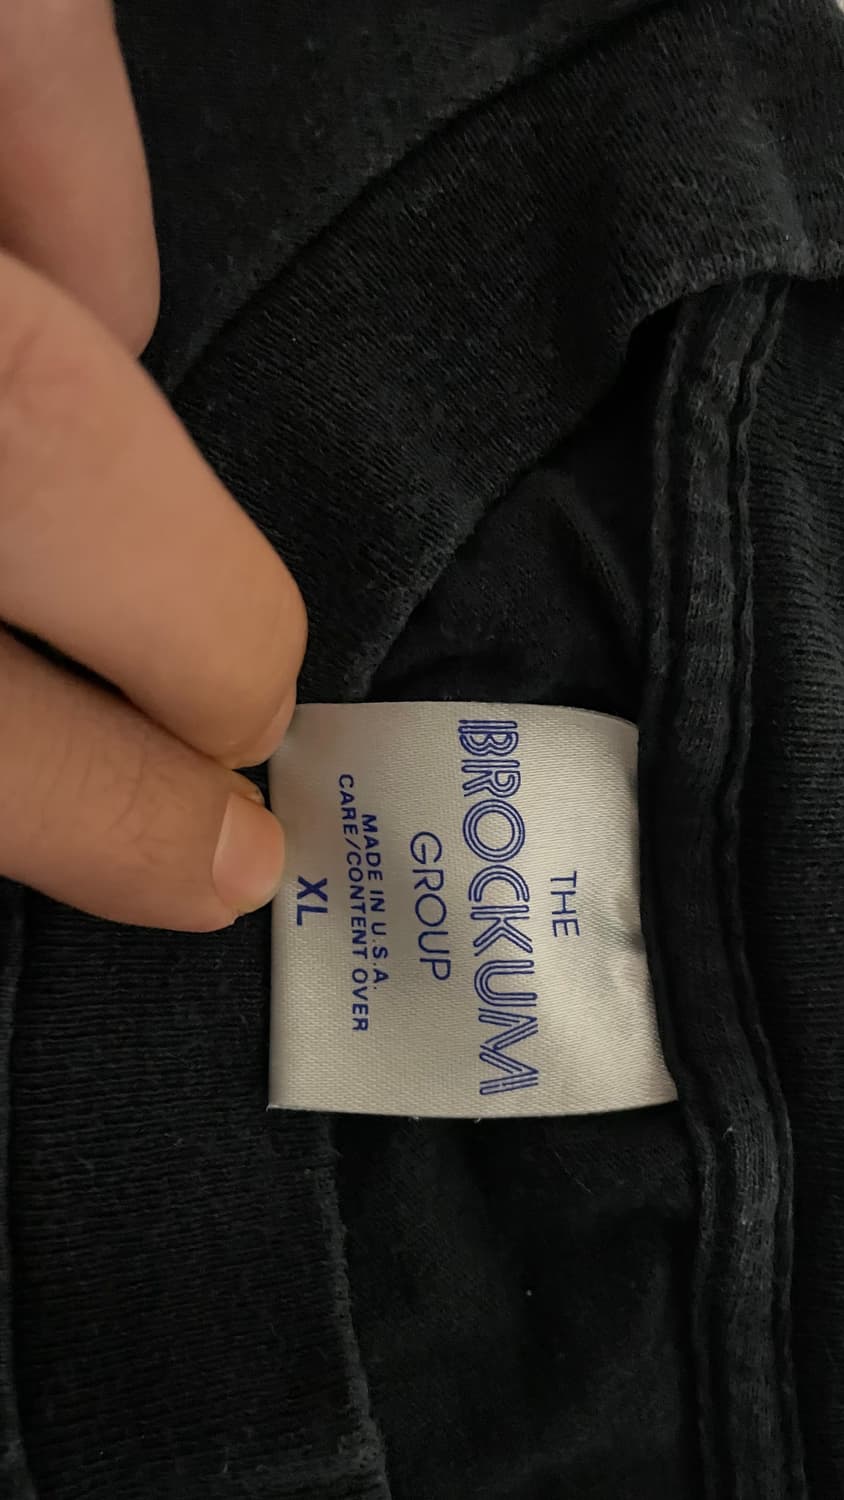 THE
BROCKUM
GROUP
MADE IN U.S.A.
CARE/CONTENT OVER
XL